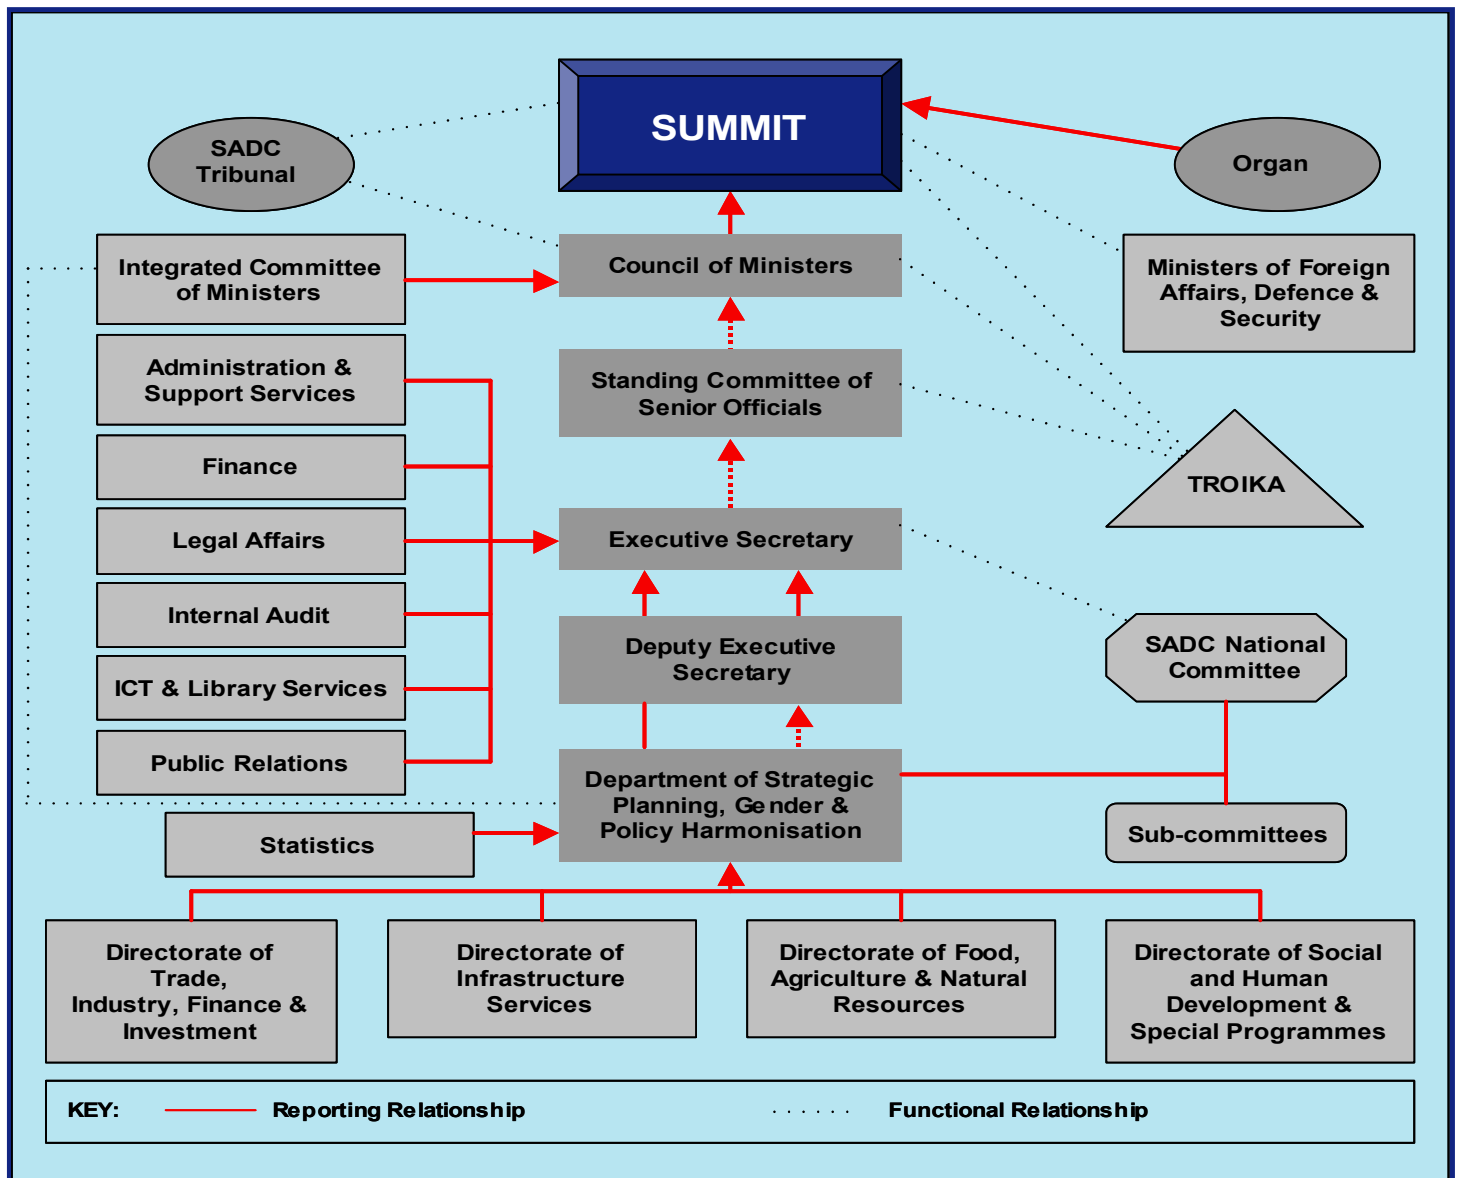 SUMMIT
SADC
Tribunal
Organ
Integrated Committee
of Ministers
Council of Ministers
Ministers of Foreign
Affairs, Defence &
Security
Administration &
Support Services
Standing Committee of
Senior Officials
Finance
TROIKA
Legal Affairs
Executive Secretary
Internal Audit
Deputy Executive
Secretary
SADC National
Committee
ICT & Library Services
Public Relations
Department of Strategic
Planning, Gender &
Policy Harmonisation
Statistics
Sub-committees
Directorate of
Trade,
Industry, Finance &
Investment
Directorate of
Infrastructure
Services
Directorate of Food,
Agriculture & Natural
Resources
Directorate of Social
and Human
Development &
Special Programmes
KEY: Reporting Relationship Functional Relationship